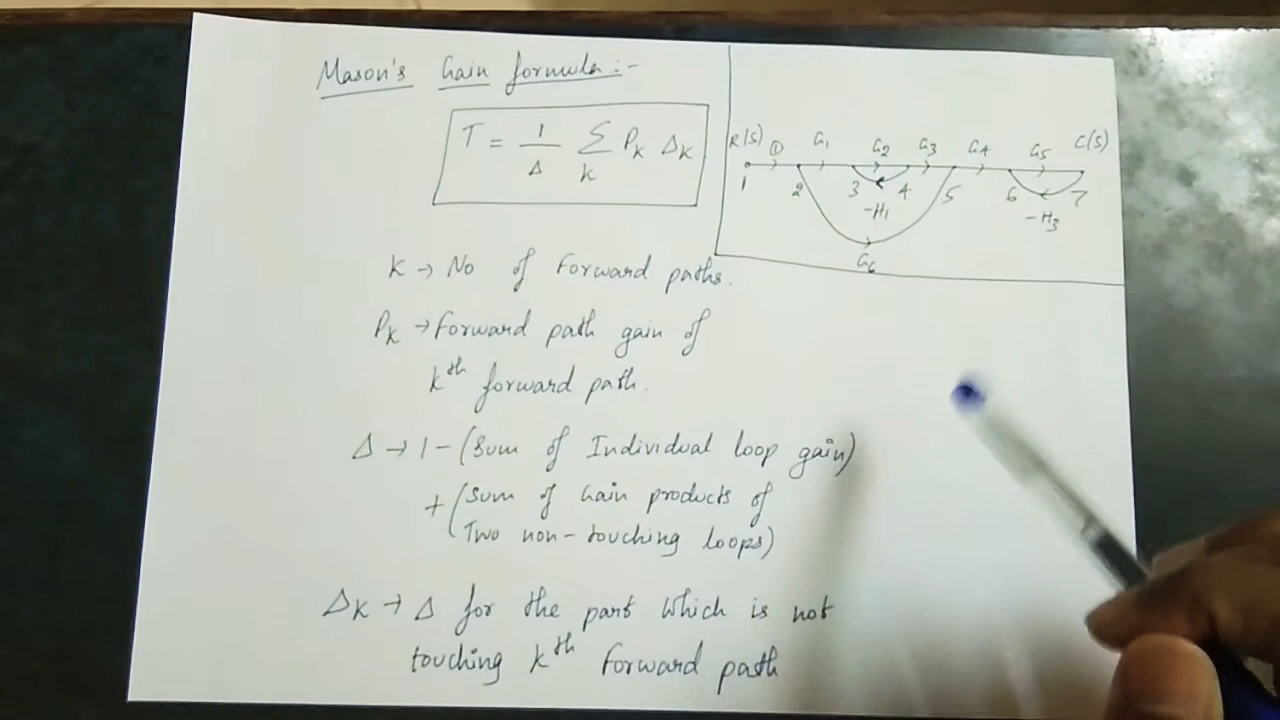 Mason's Gain formula :-
T = 1/Δ Σ_K P_K Δ_K
K → No of Forward paths.
P_K → Forward path gain of
K^th forward path.
Δ → 1 - (Sum of Individual loop gain)
+ (Sum of Gain products of
Two non-touching loops)
Δ_K → Δ for the part which is not
touching K^th Forward path
R(s) ① G₁ G₂ G₃ G₄ G₅ C(s)
1 2 3 4 5 6 7
-H₁ -H₃
G₆